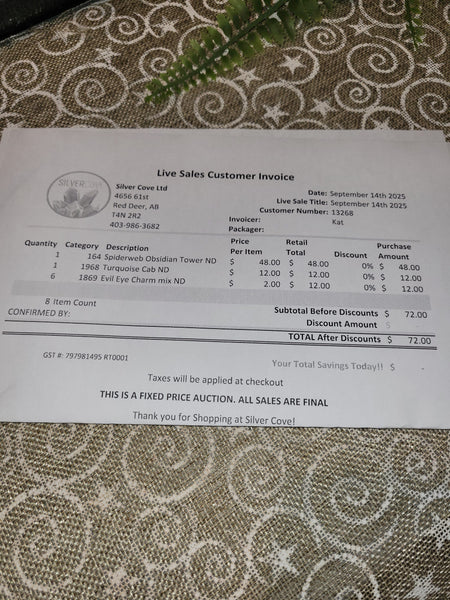 Live Sales Customer Invoice
SILVERCOVE
Silver Cove Ltd
4656 61st
Red Deer, AB
T4N 2R2
403-986-3682
Date: September 14th 2025
Live Sale Title: September 14th 2025
Customer Number: 13268
Invoicer: Kat
Packager:
Quantity Category Description Price Per Item Retail Total Discount Purchase Amount
1 164 Spiderweb Obsidian Tower ND $ 48.00 $ 48.00 0% $ 48.00
1 1968 Turquoise Cab ND $ 12.00 $ 12.00 0% $ 12.00
6 1869 Evil Eye Charm mix ND $ 2.00 $ 12.00 0% $ 12.00
8 Item Count
Subtotal Before Discounts $ 72.00
CONFIRMED BY:
Discount Amount $
TOTAL After Discounts $ 72.00
GST #: 797981495 RT0001
Your Total Savings Today!! $ -
Taxes will be applied at checkout
THIS IS A FIXED PRICE AUCTION. ALL SALES ARE FINAL
Thank you for Shopping at Silver Cove!